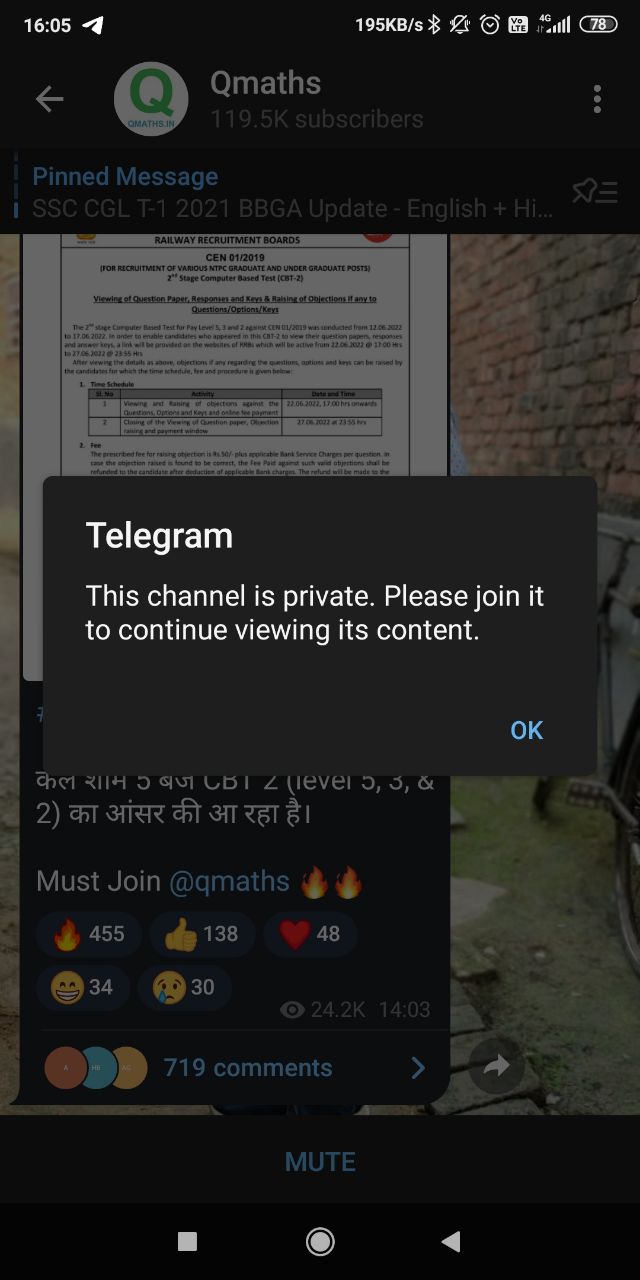 16:05
195KB/s
Vo
LTE
4G
78
Q
QMATHS.IN
Qmaths
119.5K subscribers
Pinned Message
SSC CGL T-1 2021 BBGA Update - English + Hi...
RAILWAY RECRUITMENT BOARDS
CEN 01/2019
(FOR RECRUITMENT OF VARIOUS NTPC GRADUATE AND UNDER GRADUATE POSTS)
2nd Stage Computer Based Test (CBT-2)
Viewing of Question Paper, Responses and Keys & Raising of Objections if any to
Questions/Options/Keys
The 2nd stage Computer Based Test for Pay Level 5, 3 and 2 against CEN 01/2019 was conducted from 12.06.2022
to 17.06.2022. In order to enable candidates who appeared in this CBT-2 to view their question papers, responses
and answer keys, a link will be provided on the websites of RRBs which will be active from 22.06.2022 @ 17:00 Hrs
to 27.06.2022 @ 23:55 Hrs
After viewing the details as above, objections if any regarding the questions, options and keys can be raised by
the candidates for which the time schedule, fee and procedure is given below:
1. Time Schedule
Sl. No Activity Date and Time
1 Viewing and Raising of objections against the 22.06.2022, 17:00 hrs onwards
Questions, Options and Keys and online fee payment
2 Closing of the Viewing of Question paper, Objection 27.06.2022 at 23:55 hrs
raising and payment window
2. Fee
The prescribed fee for raising objection is Rs.50/- plus applicable Bank Service Charges per question. In
case the objection raised is found to be correct, the Fee Paid against such valid objections shall be
refunded to the candidate after deduction of applicable Bank charges. The refund will be made to the
Telegram
This channel is private. Please join it
to continue viewing its content.
OK
#
कल शाम 5 बजे CBT 2 (level 5, 3, &
2) का आंसर की आ रहा है।
Must Join @qmaths 🔥🔥
🔥 455 👍 138 ❤️ 48
😁 34 😢 30
24.2K 14:03
A HB AG 719 comments
MUTE